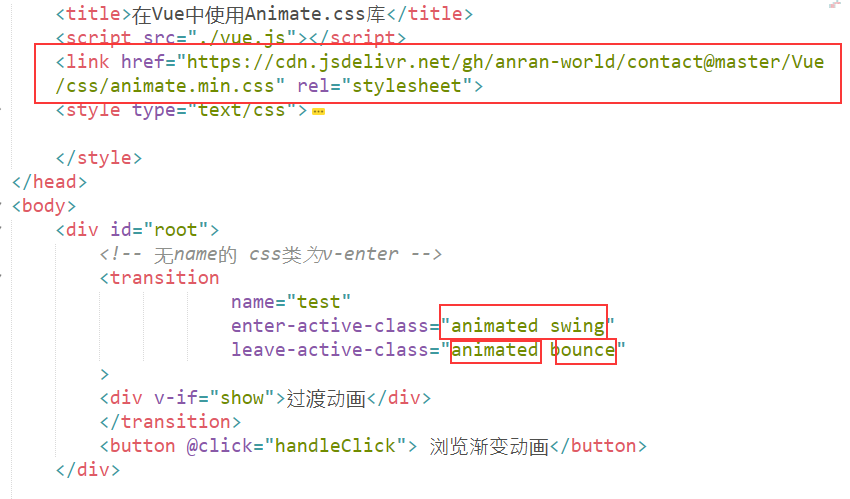 <title>在Vue中使用Animate.css库</title>
<script src="./vue.js"></script>
<link href="https://cdn.jsdelivr.net/gh/anran-world/contact@master/Vue
/css/animate.min.css" rel="stylesheet">
<style type="text/css">
</style>
</head>
<body>
<div id="root">
<!-- 无name的 css类为v-enter -->
<transition
name="test"
enter-active-class="animated swing"
leave-active-class="animated bounce"
>
<div v-if="show">过渡动画</div>
</transition>
<button @click="handleClick"> 浏览渐变动画</button>
</div>